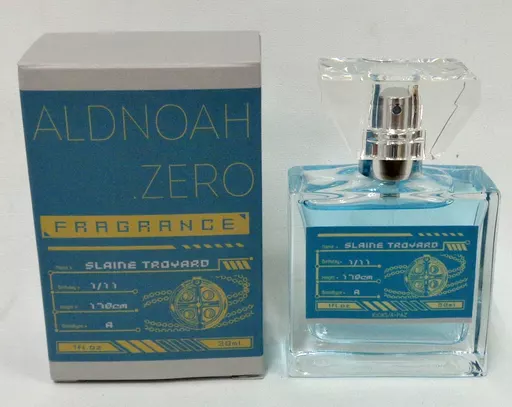 ALDNOAH
.ZERO
FRAGRANCE
SLAINE TROYARD
1/11
170cm
A
1fl.oz
30ml
SLAINE TROYARD
1/11
170cm
A
1fl.oz
30ml